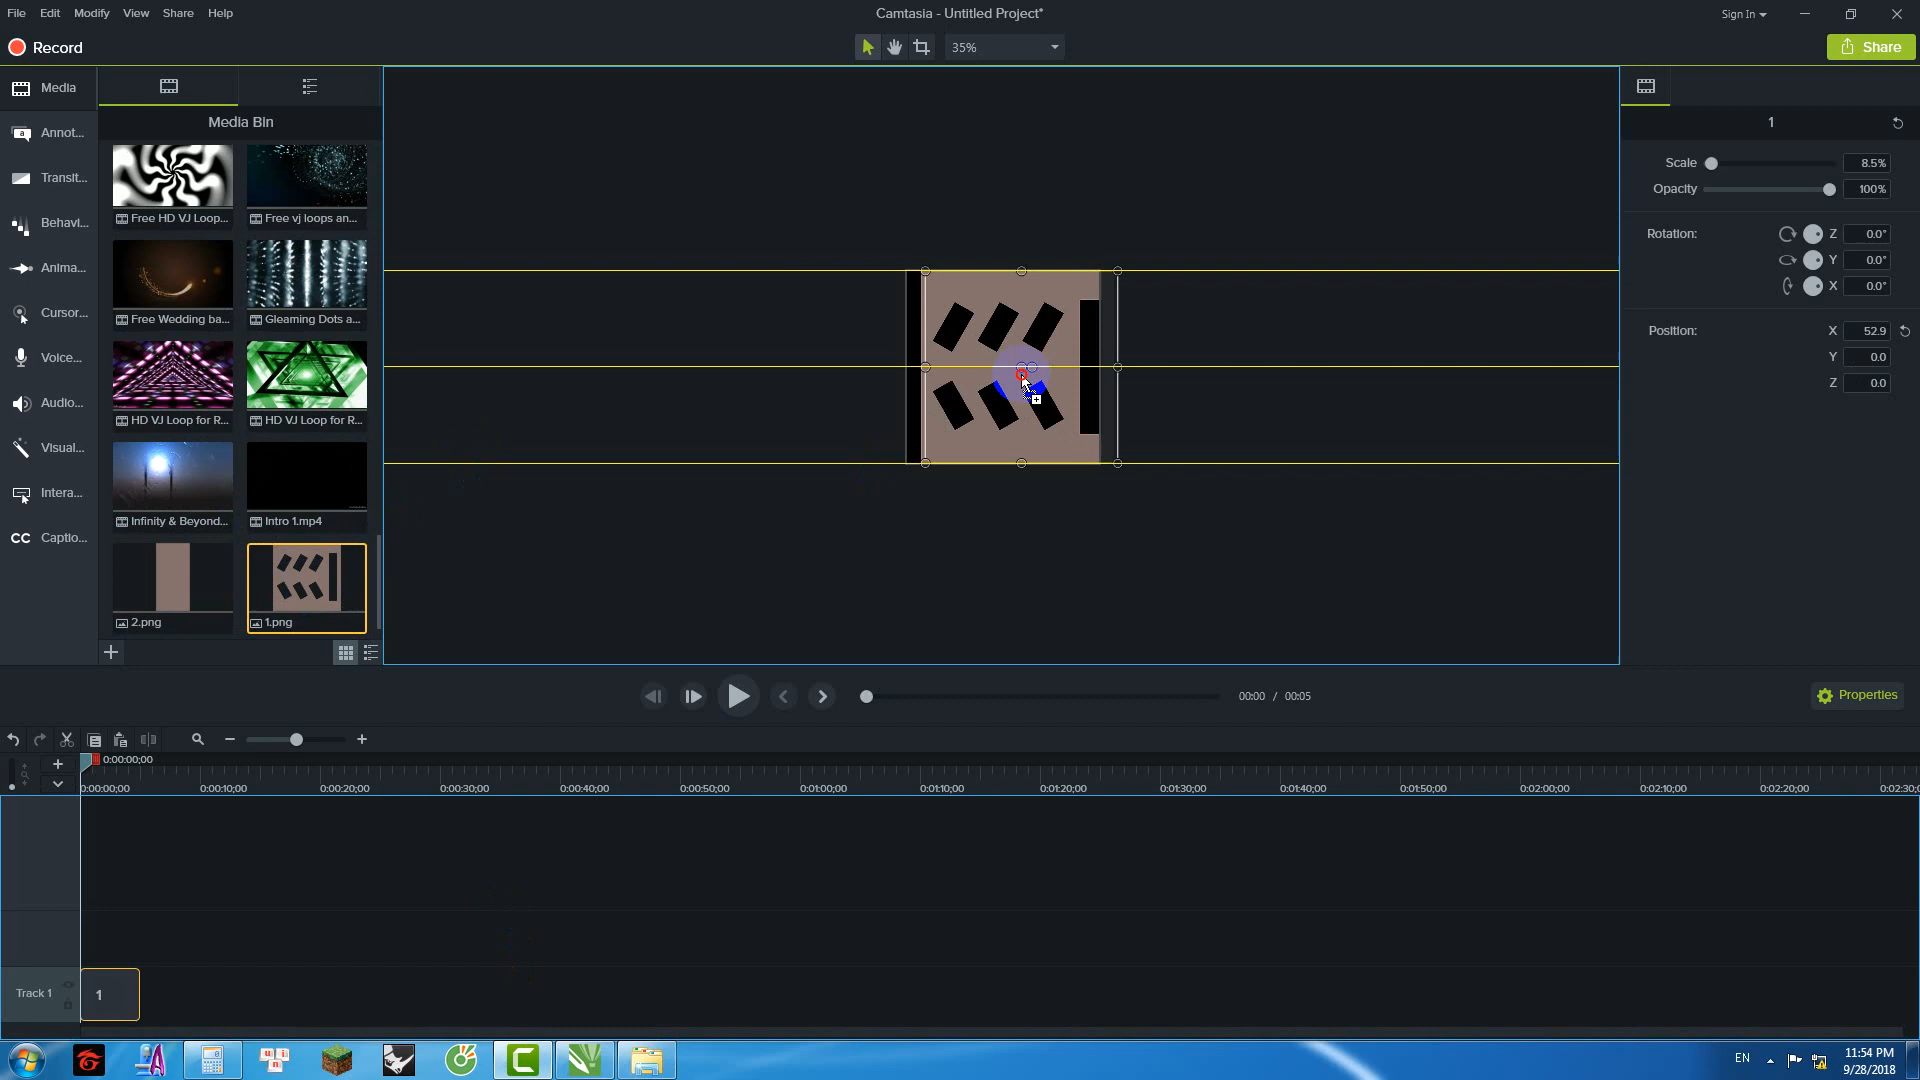 File Edit Modify View Share Help
Camtasia - Untitled Project*
Sign In
Record
35%
Share
Media
Media Bin
1
Annot...
Transit...
Behavi...
Anima...
Cursor...
Voice...
Audio...
Visual...
Intera...
CC Captio...
Free HD VJ Loop...
Free vj loops an...
Free Wedding ba...
Gleaming Dots a...
HD VJ Loop for R...
HD VJ Loop for R...
Infinity & Beyond...
Intro 1.mp4
2.png
1.png
Scale 8.5%
Opacity 100%
Rotation: Z 0.0°
Y 0.0°
X 0.0°
Position: X 52.9
Y 0.0
Z 0.0
00:00 / 00:05
Properties
0:00:00;00
0:00:00;00 0:00:10;00 0:00:20;00 0:00:30;00 0:00:40;00 0:00:50;00 0:01:00;00 0:01:10;00 0:01:20;00 0:01:30;00 0:01:40;00 0:01:50;00 0:02:00;00 0:02:10;00 0:02:20;00 0:02:30;0
Track 1
1
EN
11:54 PM
9/28/2018